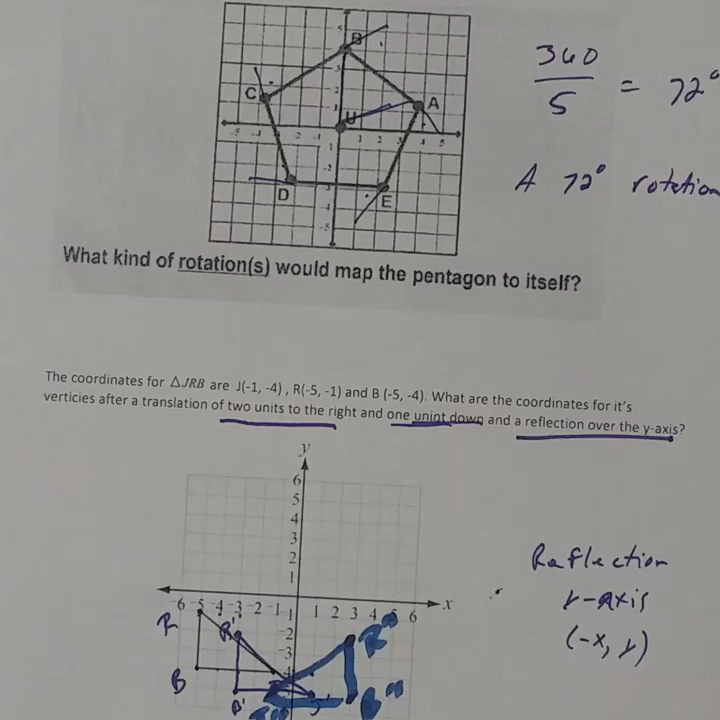 B
C
A
U
D
E
360
5
= 72°
A 72° rotation
What kind of rotation(s) would map the pentagon to itself?
The coordinates for △JRB are J(-1, -4) , R(-5, -1) and B (-5, -4). What are the coordinates for it's
verticies after a translation of two units to the right and one unint down and a reflection over the y-axis?
y
6
5
4
3
2
1
-6 -5 -4 -3 -2 -1 1 2 3 4 5 6 x
-2
-3
R
R'
R"
B
B'
B"
J'
J"
Reflection
y-axis
(-x, y)